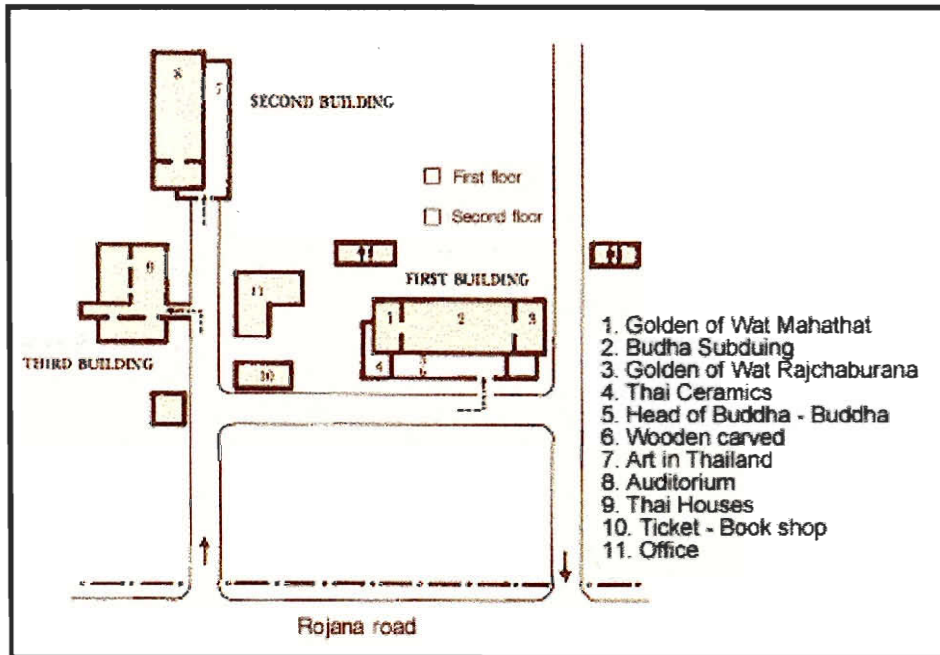 8
7
SECOND BUILDING
First floor
Second floor
9
11
FIRST BUILDING
1 2 3
THIRD BUILDING
10
4
5
6
1. Golden of Wat Mahathat
2. Budha Subduing
3. Golden of Wat Rajchaburana
4. Thai Ceramics
5. Head of Buddha - Buddha
6. Wooden carved
7. Art in Thailand
8. Auditorium
9. Thai Houses
10. Ticket - Book shop
11. Office
Rojana road